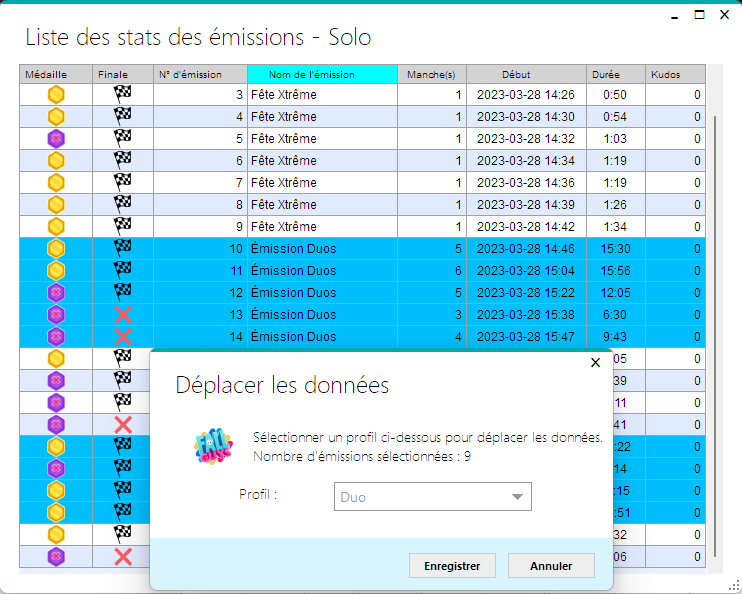 Liste des stats des émissions - Solo
Médaille Finale N° d'émission Nom de l'émission Manche(s) Début Durée Kudos
3 Fête Xtrême 1 2023-03-28 14:26 0:50 0
4 Fête Xtrême 1 2023-03-28 14:30 0:54 0
5 Fête Xtrême 1 2023-03-28 14:32 1:03 0
6 Fête Xtrême 1 2023-03-28 14:34 1:19 0
7 Fête Xtrême 1 2023-03-28 14:36 1:19 0
8 Fête Xtrême 1 2023-03-28 14:39 1:26 0
9 Fête Xtrême 1 2023-03-28 14:42 1:34 0
10 Émission Duos 5 2023-03-28 14:46 15:30 0
11 Émission Duos 6 2023-03-28 15:04 15:56 0
12 Émission Duos 5 2023-03-28 15:22 12:05 0
13 Émission Duos 3 2023-03-28 15:38 6:30 0
14 Émission Duos 4 2023-03-28 15:47 9:43 0
:05 0
39 0
11 0
41 0
:22 0
14 0
:15 0
:51 0
32 0
06 0
Déplacer les données
FALL GUYS
Sélectionner un profil ci-dessous pour déplacer les données.
Nombre d'émissions sélectionnées : 9
Profil : Duo
Enregistrer Annuler